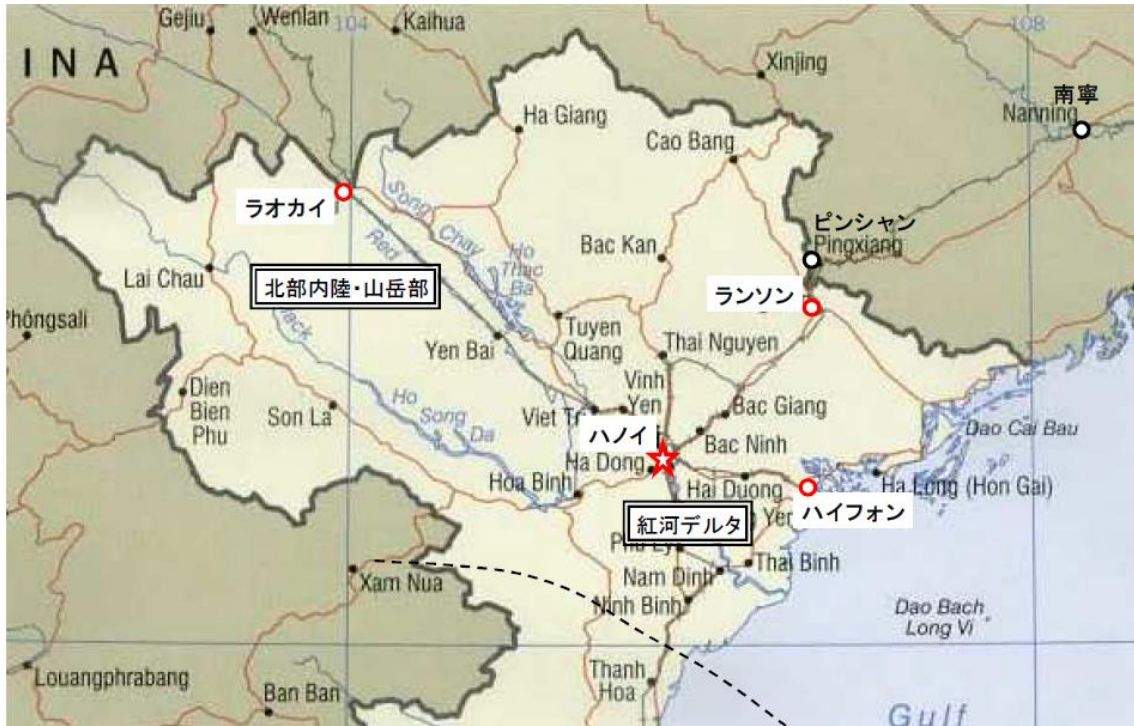 Gejiu
Wenlan
104
Kaihua
108
INA
Xinjing
南寧
Nanning
Ha Giang
Cao Bang
ラオカイ
Song
Chay
Red
Ho
Thac
Ba
Bac Kan
ピンシャン
Pingxiang
Lai Chau
北部内陸・山岳部
ランソン
Phôngsali
Yen Bai
Tuyen
Quang
Thai Nguyen
Vinh
Yen
Dien
Bien
Phu
Son La
Ho
Song
Da
Viet
Bac Giang
Dao Cai Bau
ハノイ
Bac Ninh
Ha Dong
Hoa Binh
Hai Duong
Ha Long (Hon Gai)
ハイフォン
紅河デルタ
Yen
Thai Binh
Xam Nua
Nam Dinh
Ninh Binh
Dao Bach
Long Vi
Louangphrabang
Thanh
Hoa
Ban Ban
Gulf